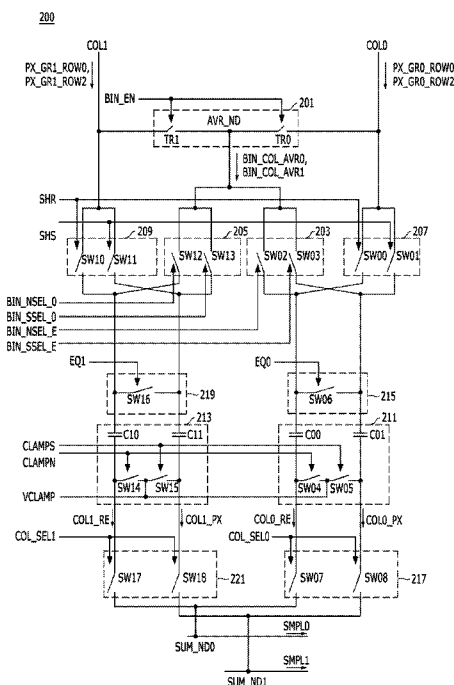 200
COL1
COL0
PX_GR1_ROW0,
PX_GR1_ROW2
PX_GR0_ROW0
PX_GR0_ROW2
BIN_EN
201
AVR_ND
TR1
TR0
BIN_COL_AVR0,
BIN_COL_AVR1
SHR
SHS
209
205
203
207
SW10
SW11
SW12
SW13
SW02
SW03
SW00
SW01
BIN_NSEL_O
BIN_SSEL_O
BIN_NSEL_E
BIN_SSEL_E
EQ1
EQ0
SW16
219
SW06
215
213
211
C10
C11
C00
C01
CLAMPS
CLAMPN
SW14
SW15
SW04
SW05
VCLAMP
COL1_RE
COL1_PX
COL0_RE
COL0_PX
COL_SEL1
COL_SEL0
SW17
SW18
221
SW07
SW08
217
SUM_ND0
SMPL0
SUM_ND1
SMPL1